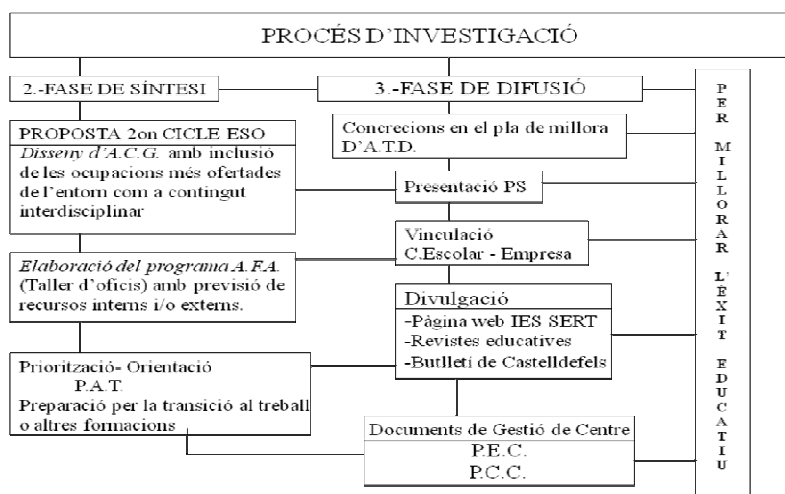 PROCÉS D'INVESTIGACIÓ
2.-FASE DE SÍNTESI
3.-FASE DE DIFUSIÓ
PROPOSTA 2on CICLE ESO
Disseny d'A.C.G. amb inclusió
de les ocupacions més ofertades
de l'entorn com a contingut
interdisciplinar
Elaboració del programa A.F.A.
(Taller d'oficis) amb previsió de
recursos interns i/o externs.
Priorització- Orientació
P.A.T.
Preparació per la transició al treball
o altres formacions
Concrecions en el pla de millora
D'A.T.D.
Presentació PS
Vinculació
C.Escolar - Empresa
Divulgació
-Pàgina web IES SERT
-Revistes educatives
-Butlletí de Castelldefels
Documents de Gestió de Centre
P.E.C.
P.C.C.
PER MILLORAR L'ÈXIT EDUCATIU